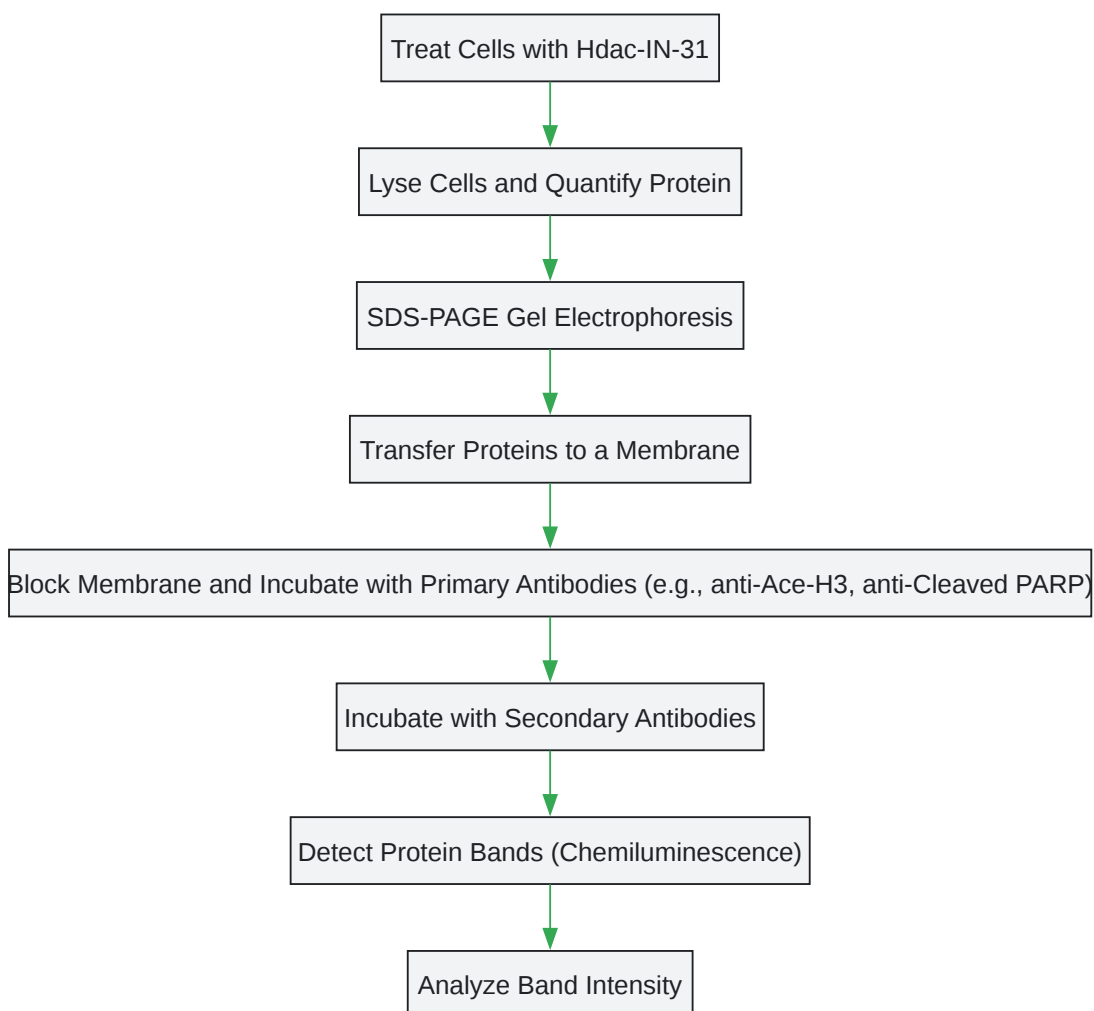 Treat Cells with Hdac-IN-31
Lyse Cells and Quantify Protein
SDS-PAGE Gel Electrophoresis
Transfer Proteins to a Membrane
Block Membrane and Incubate with Primary Antibodies (e.g., anti-Ace-H3, anti-Cleaved PARP)
Incubate with Secondary Antibodies
Detect Protein Bands (Chemiluminescence)
Analyze Band Intensity